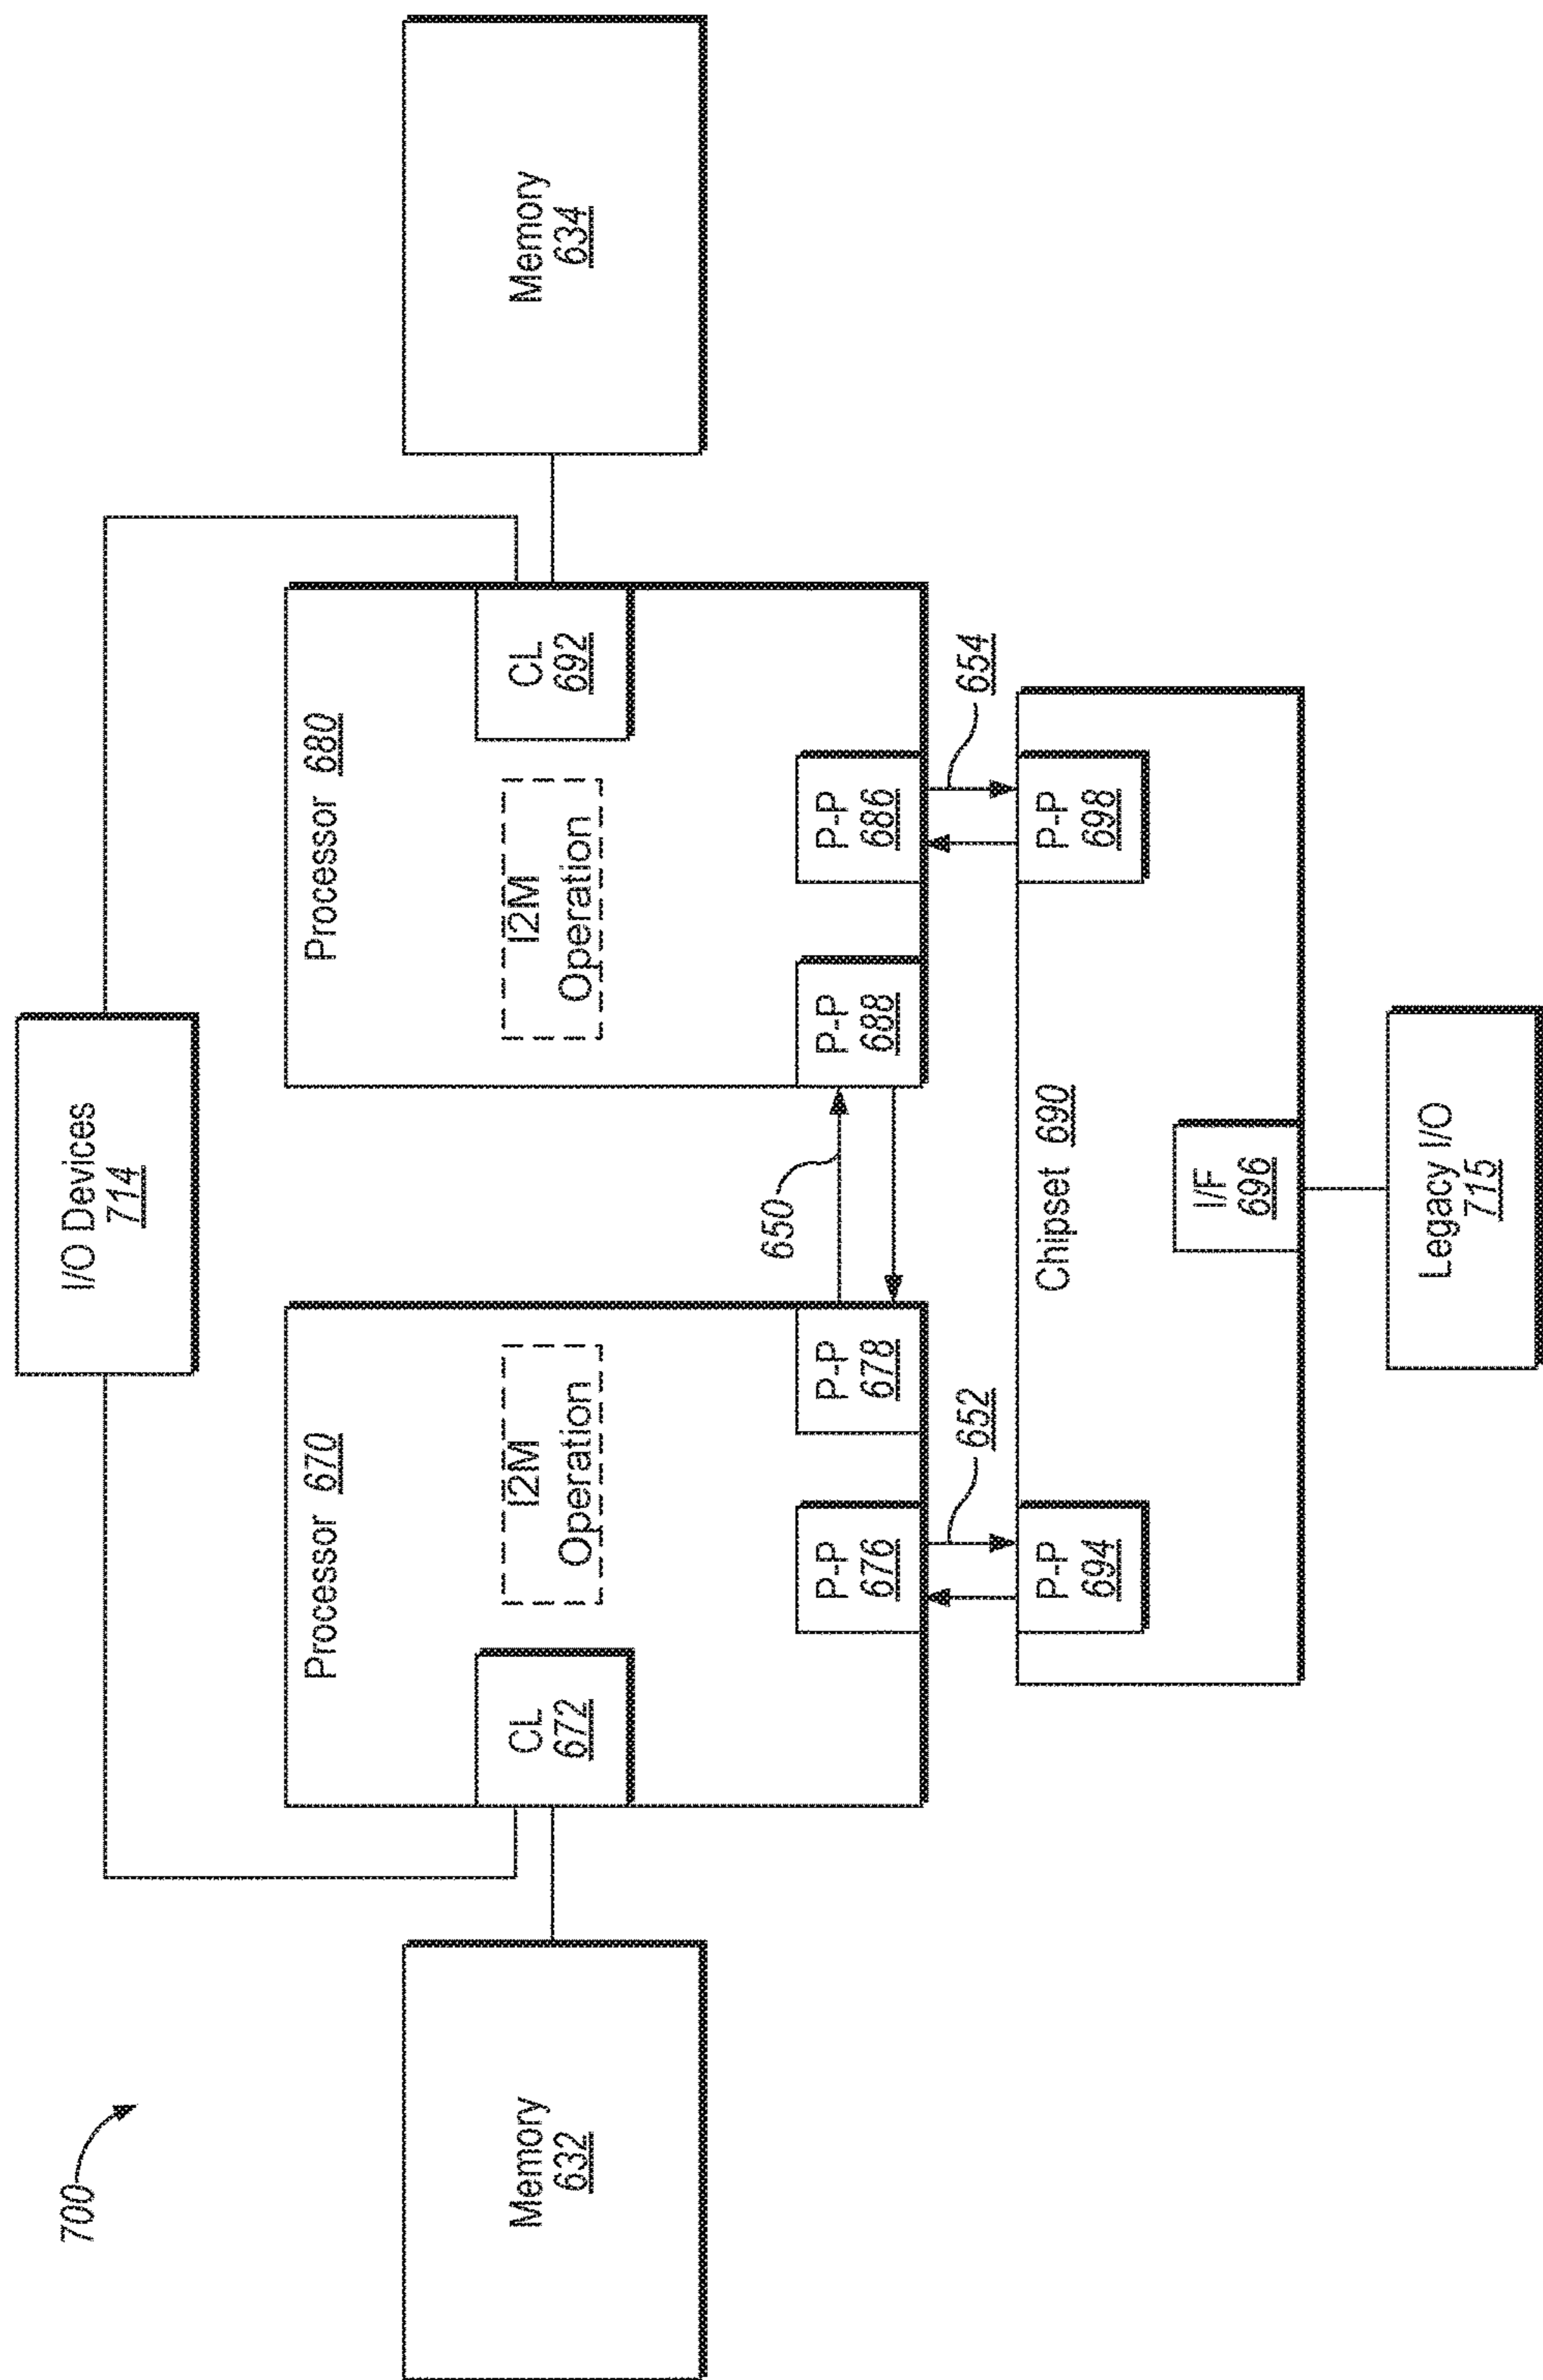 700
I/O Devices
714
Processor 670
Processor 680
Memory
632
CL
672
I2M
Operation
I2M
Operation
CL
692
Memory
634
650
P-P
676
P-P
678
P-P
688
P-P
686
652
654
P-P
694
Chipset 690
P-P
698
I/F
696
Legacy I/O
715